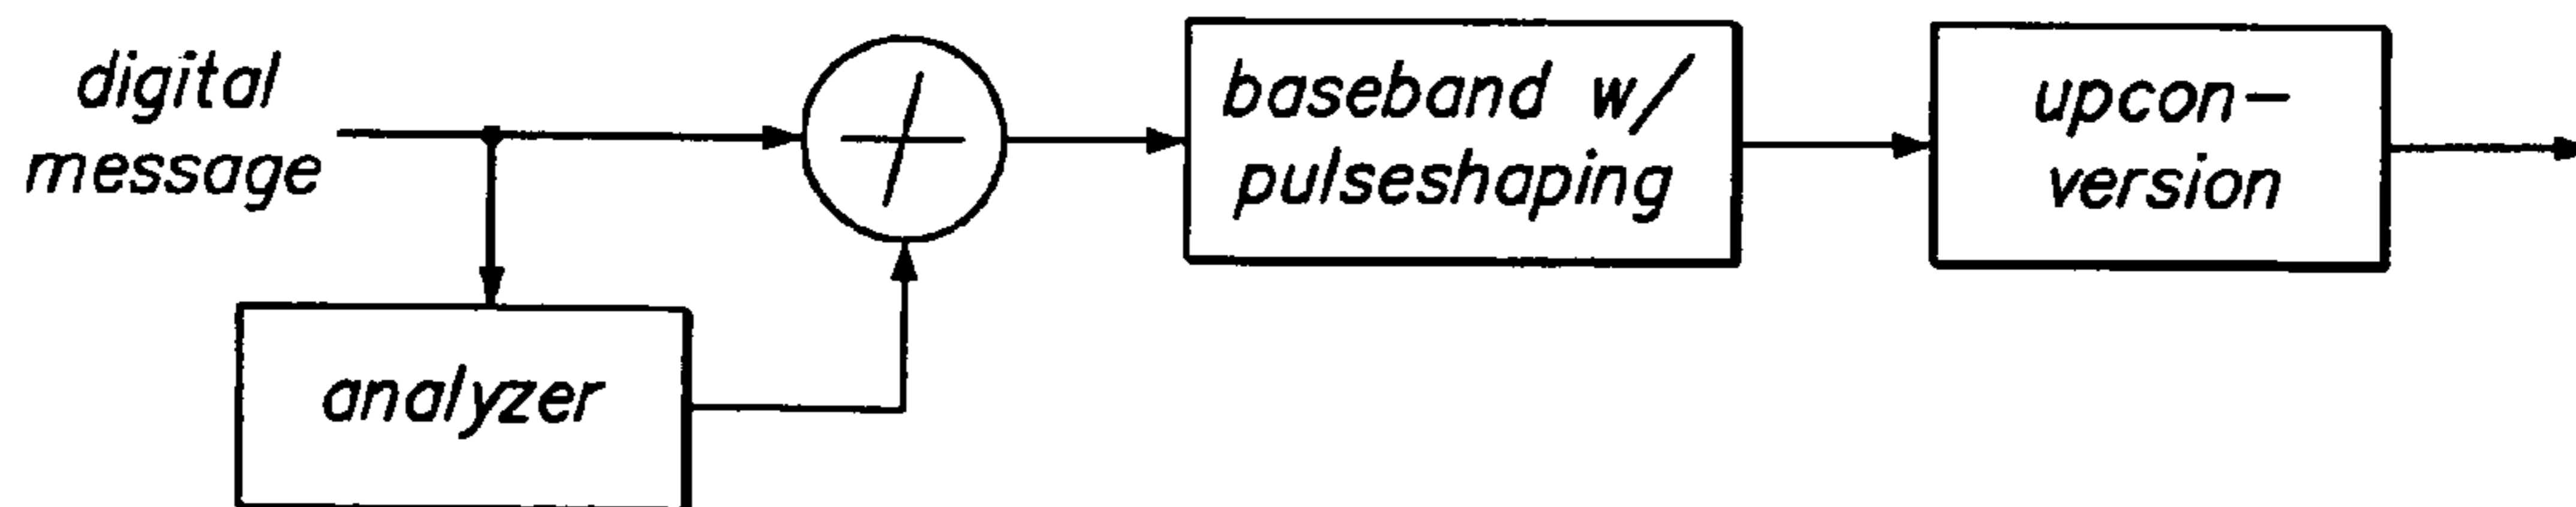 digital
message
baseband w/
pulseshaping
upcon-
version
analyzer